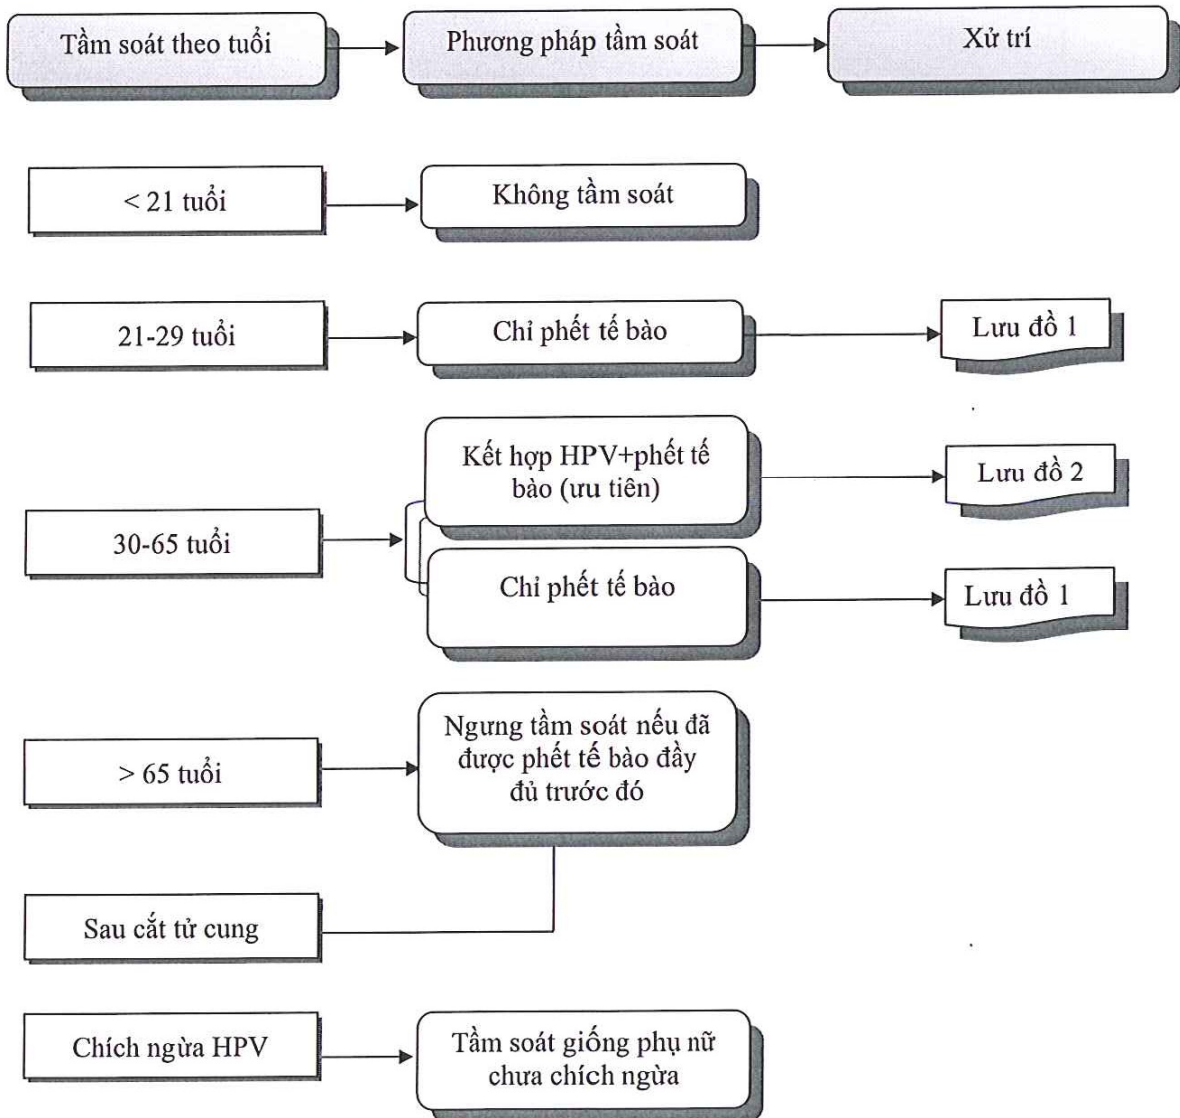 Tầm soát theo tuổi
Phương pháp tầm soát
Xử trí
< 21 tuổi
Không tầm soát
21-29 tuổi
Chỉ phết tế bào
Lưu đồ 1
30-65 tuổi
Kết hợp HPV+phết tế
bào (ưu tiên)
Lưu đồ 2
Chỉ phết tế bào
Lưu đồ 1
> 65 tuổi
Ngưng tầm soát nếu đã
được phết tế bào đầy
đủ trước đó
Sau cắt tử cung
Chích ngừa HPV
Tầm soát giống phụ nữ
chưa chích ngừa